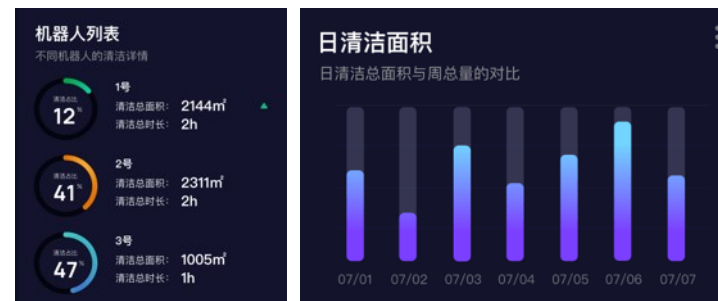 机器人列表
不同机器人的清洁详情
清洁占比
12%
1号
清洁总面积： 2144㎡
清洁总时长： 2h
清洁占比
41%
2号
清洁总面积： 2311㎡
清洁总时长： 2h
清洁占比
47%
3号
清洁总面积： 1005㎡
清洁总时长： 1h
日清洁面积
日清洁总面积与周总量的对比
07/01 07/02 07/03 07/04 07/05 07/06 07/07